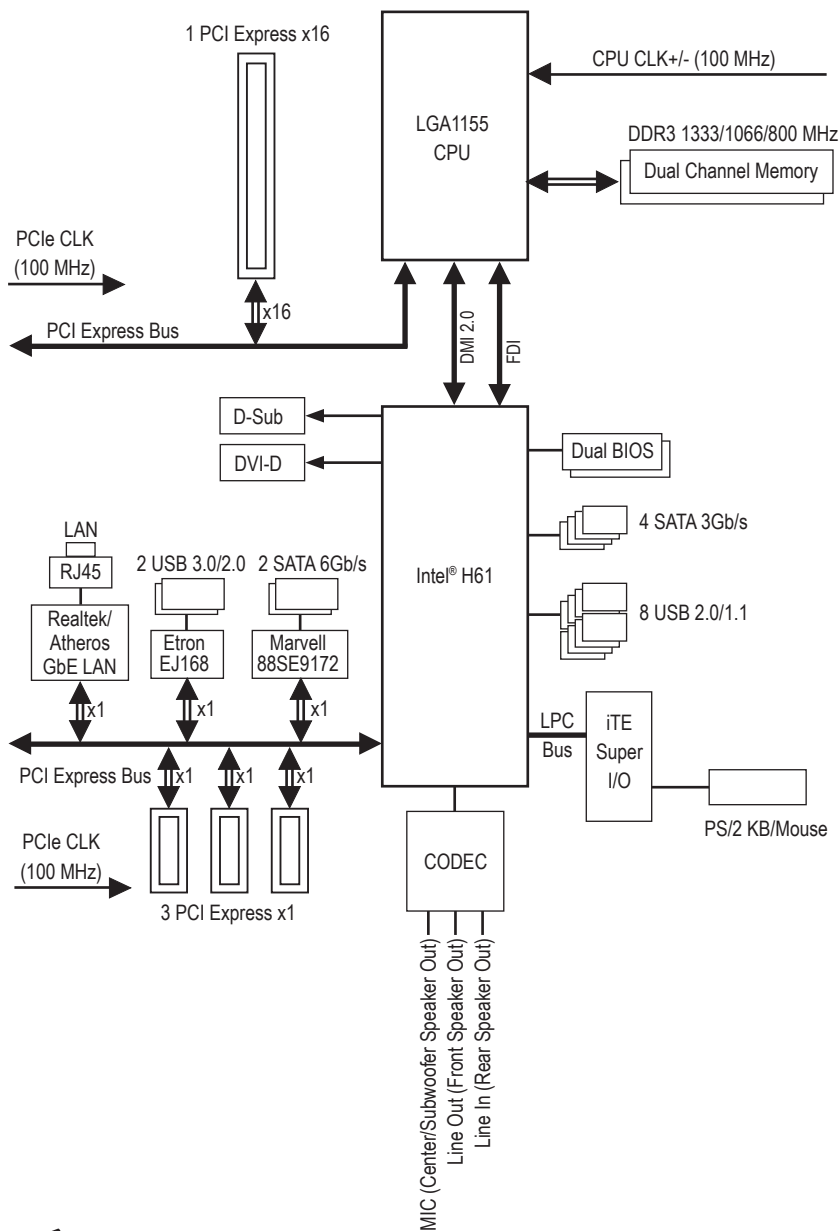 1 PCI Express x16
CPU CLK+/- (100 MHz)
LGA1155
CPU
DDR3 1333/1066/800 MHz
Dual Channel Memory
PCIe CLK
(100 MHz)
x16
PCI Express Bus
DMI 2.0
FDI
D-Sub
DVI-D
Dual BIOS
4 SATA 3Gb/s
Intel® H61
8 USB 2.0/1.1
LAN
RJ45
2 USB 3.0/2.0
2 SATA 6Gb/s
Realtek/
Atheros
GbE LAN
Etron
EJ168
Marvell
88SE9172
x1
x1
x1
LPC
Bus
iTE
Super
I/O
PCI Express Bus
x1
x1
x1
PS/2 KB/Mouse
PCIe CLK
(100 MHz)
3 PCI Express x1
CODEC
MIC (Center/Subwoofer Speaker Out)
Line Out (Front Speaker Out)
Line In (Rear Speaker Out)